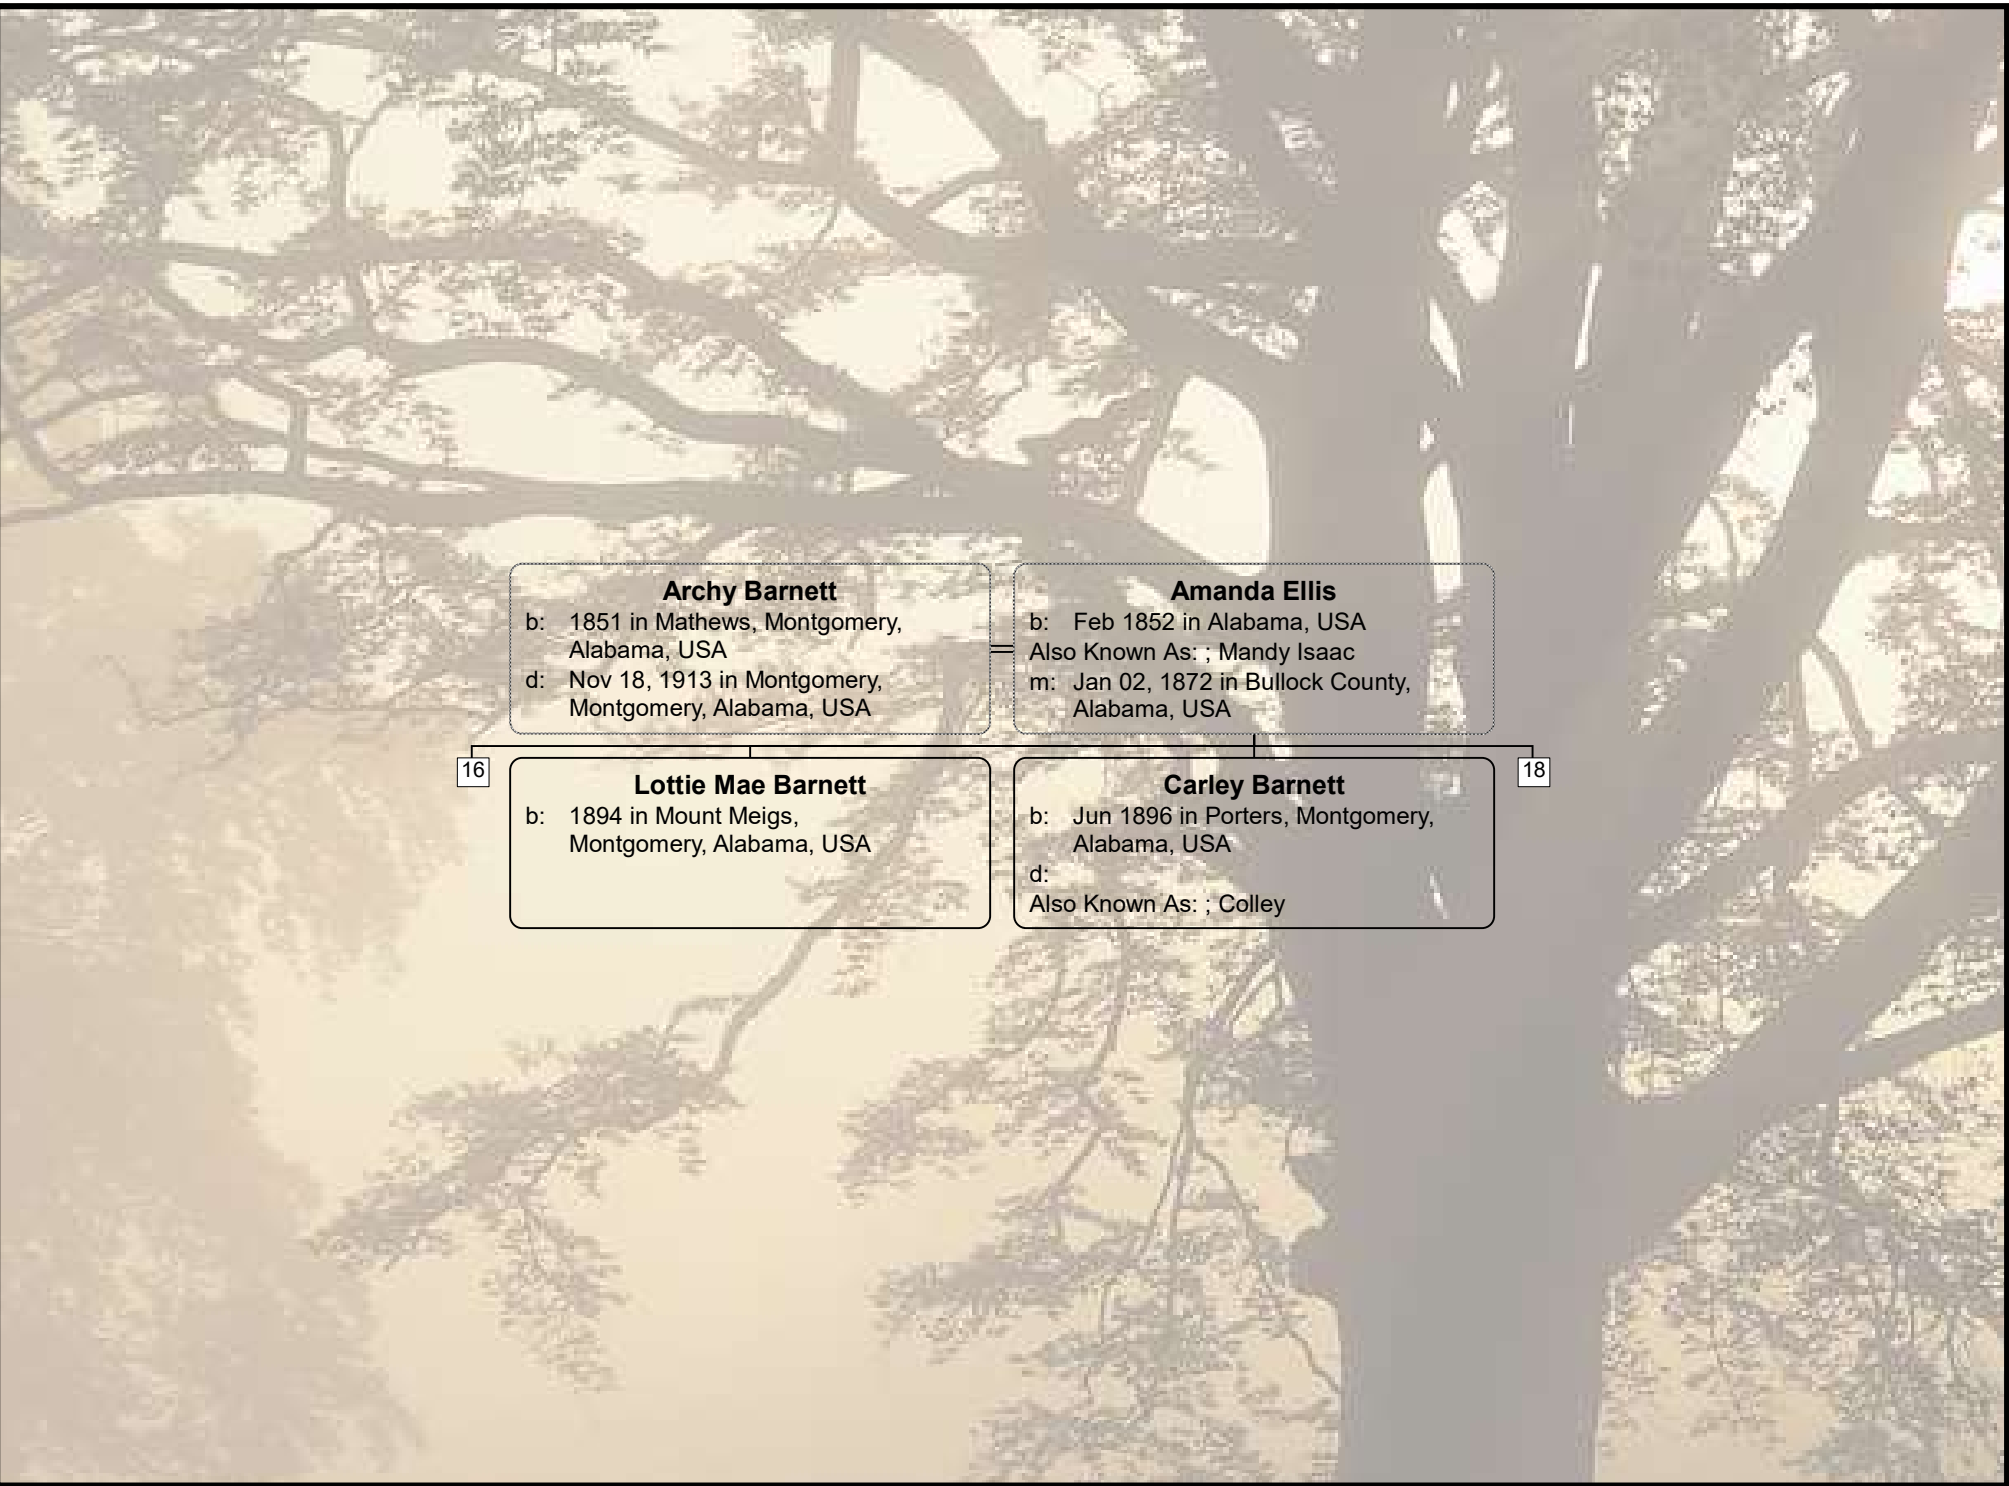 Archy Barnett
b: 1851 in Mathews, Montgomery,
Alabama, USA
d: Nov 18, 1913 in Montgomery,
Montgomery, Alabama, USA
Amanda Ellis
b: Feb 1852 in Alabama, USA
Also Known As: ; Mandy Isaac
m: Jan 02, 1872 in Bullock County,
Alabama, USA
16
Lottie Mae Barnett
b: 1894 in Mount Meigs,
Montgomery, Alabama, USA
Carley Barnett
b: Jun 1896 in Porters, Montgomery,
Alabama, USA
d:
Also Known As: ; Colley
18